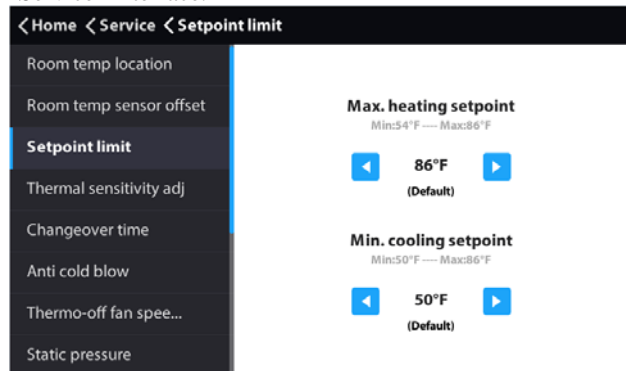 Home Service Setpoint limit
Room temp location
Room temp sensor offset
Setpoint limit
Thermal sensitivity adj
Changeover time
Anti cold blow
Thermo-off fan spee...
Static pressure
Max. heating setpoint
Min:54°F ---- Max:86°F
86°F
(Default)
Min. cooling setpoint
Min:50°F ---- Max:86°F
50°F
(Default)